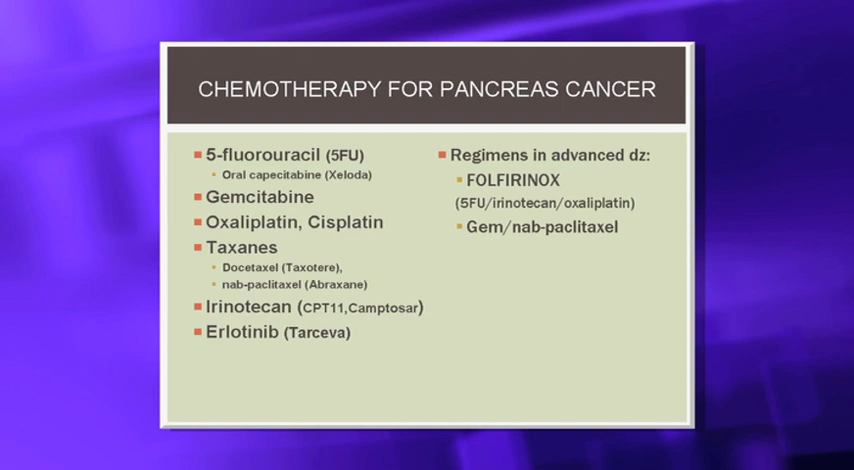 CHEMOTHERAPY FOR PANCREAS CANCER
5-fluorouracil (5FU)
Oral capecitabine (Xeloda)
Gemcitabine
Oxaliplatin, Cisplatin
Taxanes
Docetaxel (Taxotere),
nab-paclitaxel (Abraxane)
Irinotecan (CPT11,Camptosar)
Erlotinib (Tarceva)
Regimens in advanced dz:
FOLFIRINOX
(5FU/irinotecan/oxaliplatin)
Gem/nab-paclitaxel